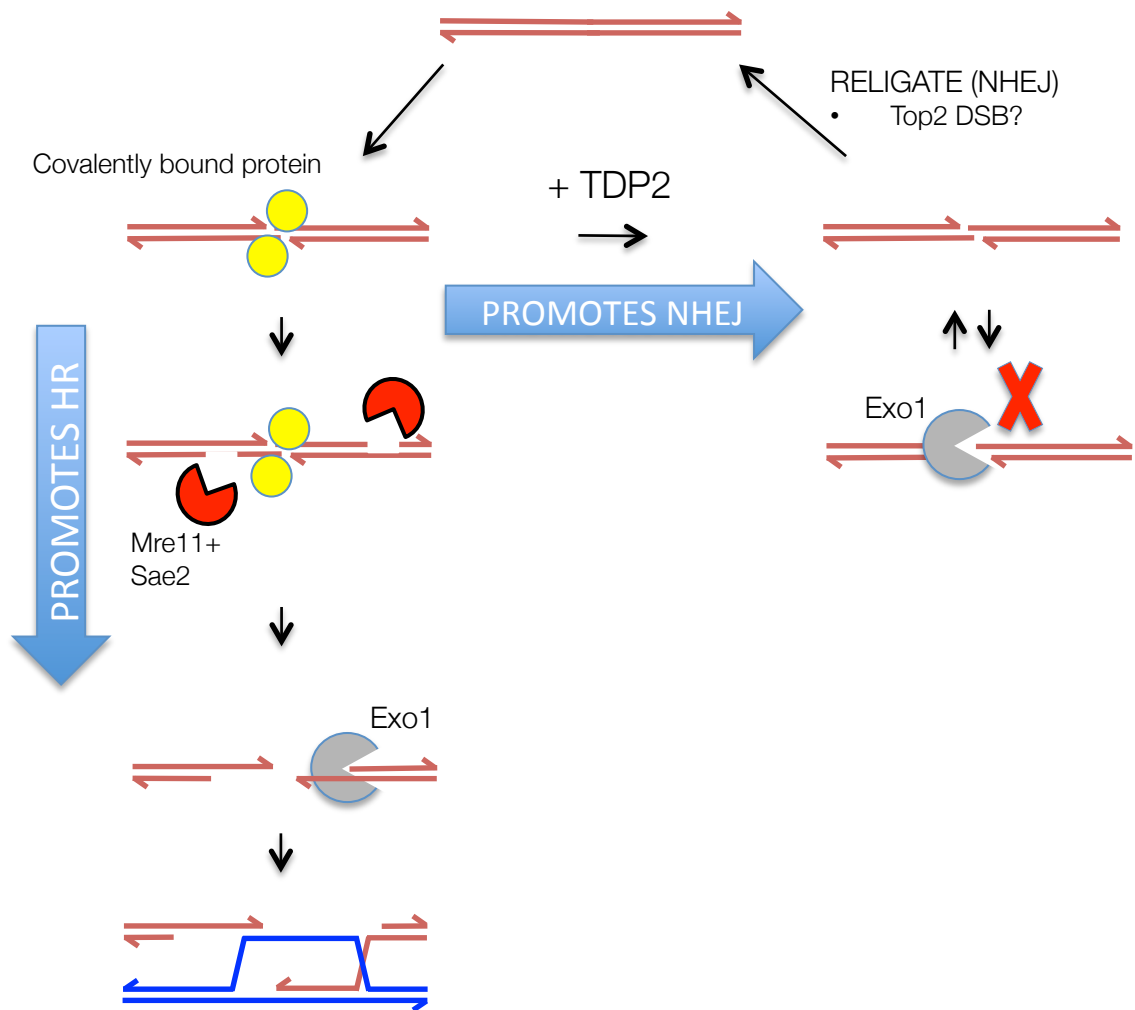 RELIGATE (NHEJ)
• Top2 DSB?
Covalently bound protein
+ TDP2
PROMOTES NHEJ
PROMOTES HR
Exo1
Mre11+
Sae2
Exo1